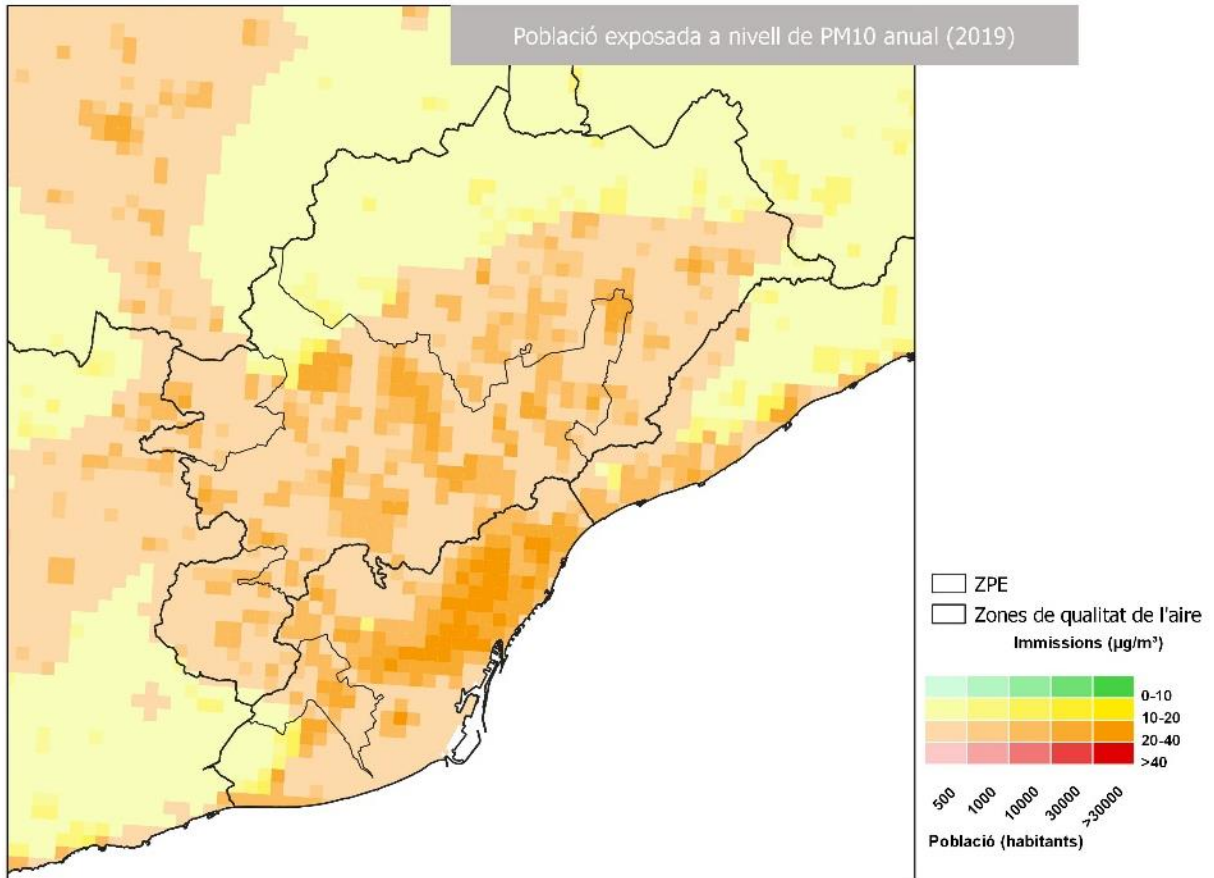 Població exposada a nivell de PM10 anual (2019)
ZPE
Zones de qualitat de l'aire
Immissions (µg/m³)
0-10
10-20
20-40
>40
500 1000 10000 30000 >30000
Població (habitants)